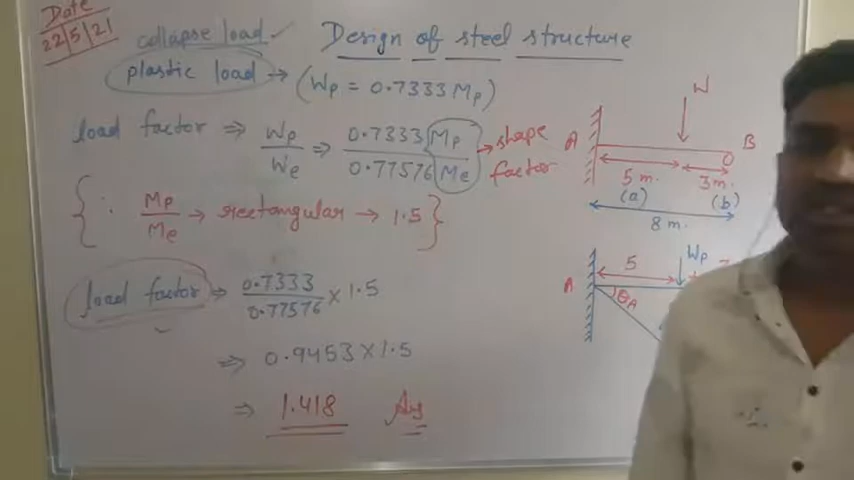 Date
22/5/21
collapse load ✓
Design of steel structure
plastic load → (Wp = 0.7333 Mp)
load factor ⇒ Wp/We ⇒ 0.7333 Mp / 0.77576 Me → shape factor
{ ∵ Mp/Me → rectangular → 1.5 }
load factor ⇒ 0.7333/0.77576 × 1.5
⇒ 0.9453 × 1.5
⇒ 1.418 Ans
W
A B
5 m. 3 m.
(a) (b)
8 m.
5 Wp
A θA